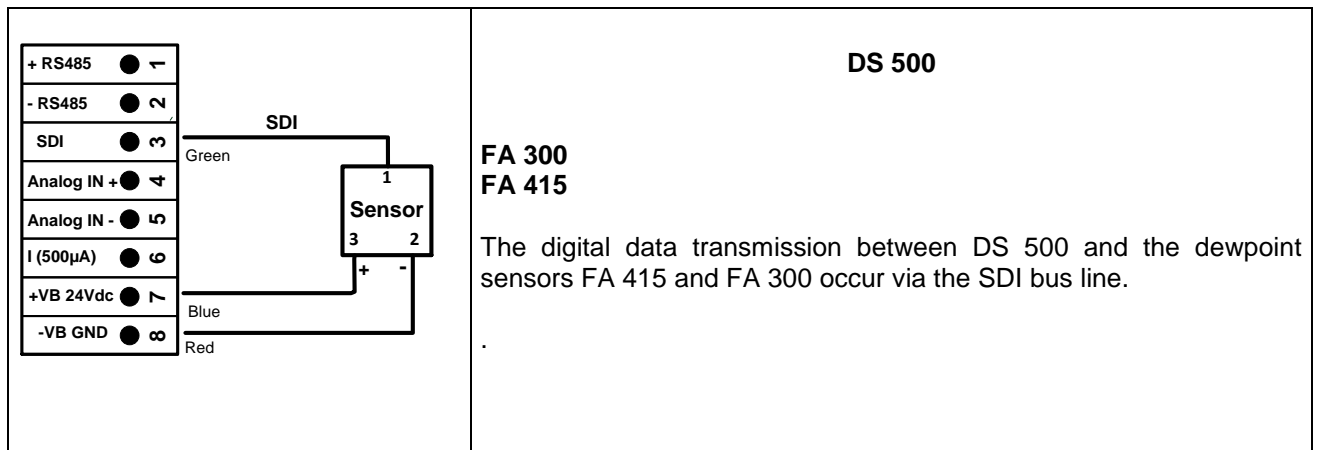 + RS485 1
- RS485 2
SDI 3
Analog IN + 4
Analog IN - 5
I (500µA) 6
+VB 24Vdc 7
-VB GND 8
SDI
Green
1
Sensor
3 2
+ -
Blue
Red
DS 500
FA 300
FA 415
The digital data transmission between DS 500 and the dewpoint
sensors FA 415 and FA 300 occur via the SDI bus line.
.